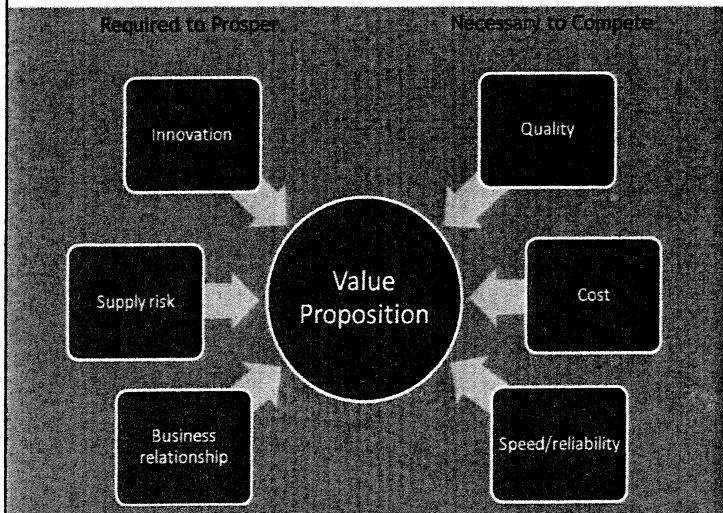 Required to Prosper
Necessary to Compete
Innovation
Quality
Supply risk
Value
Proposition
Cost
Business
relationship
Speed/reliability